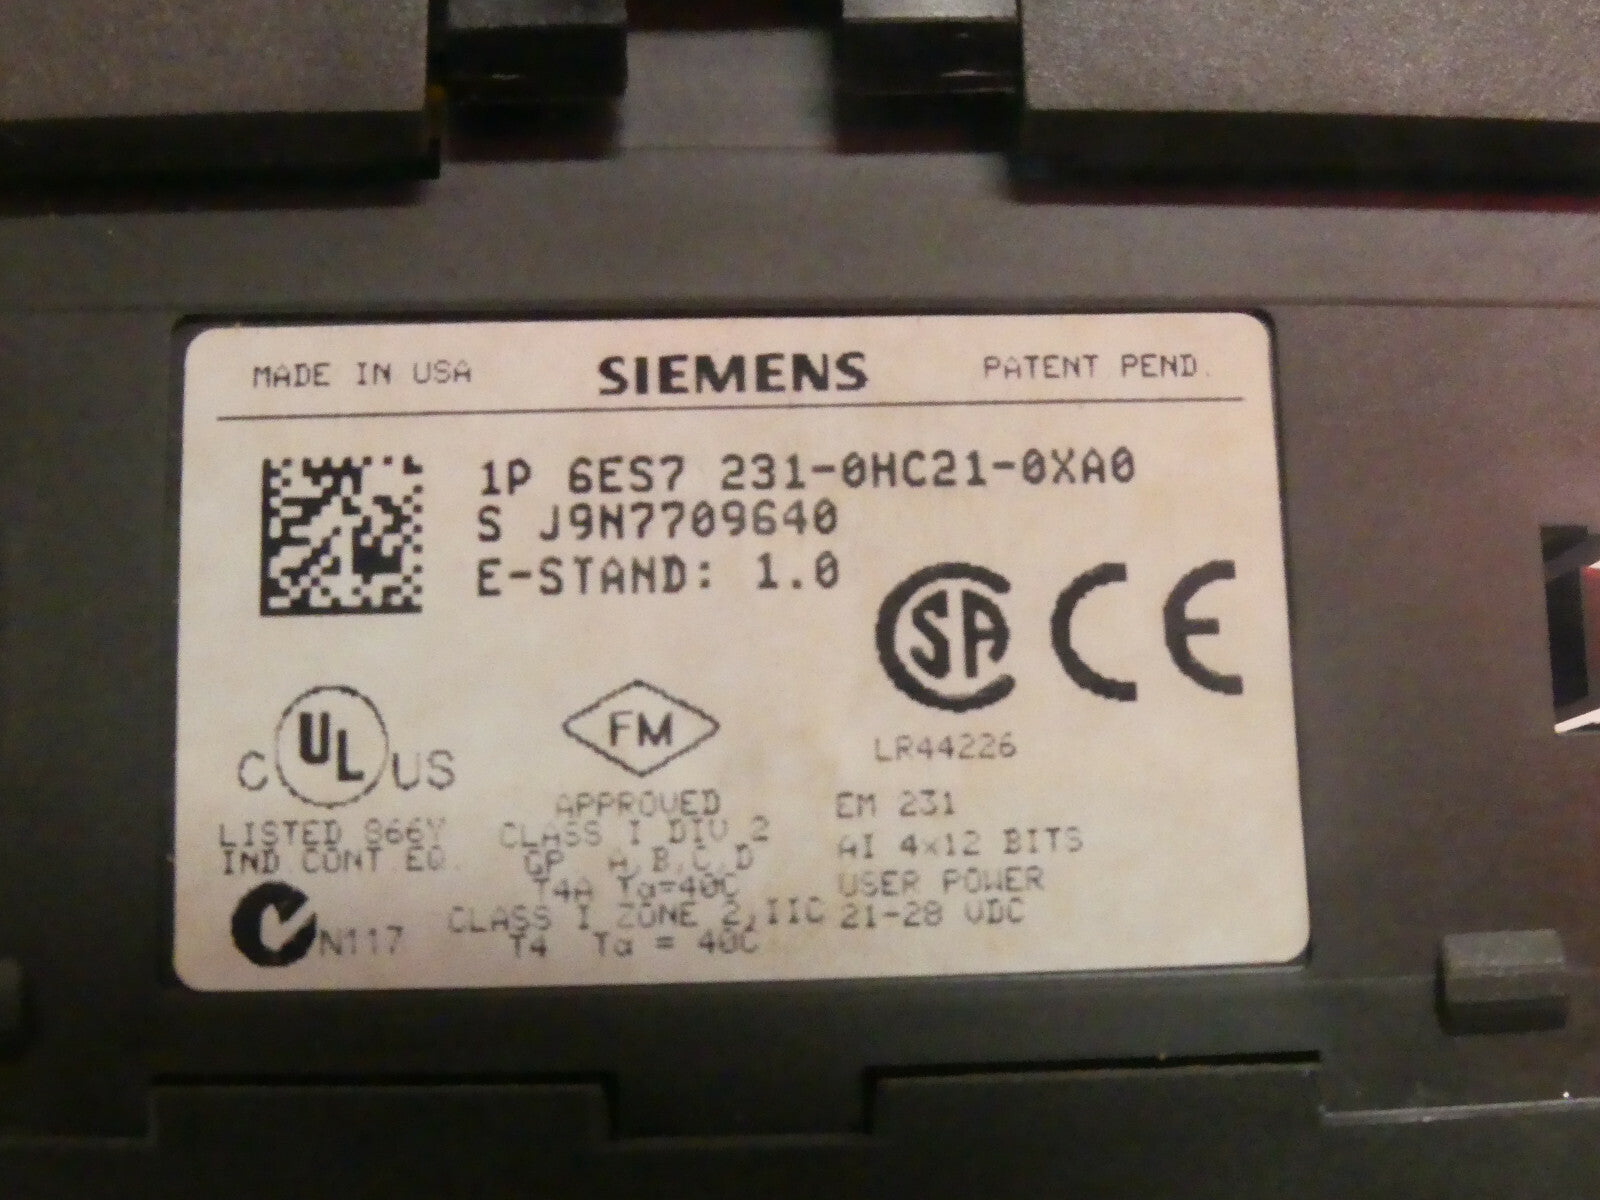 MADE IN USA SIEMENS PATENT PEND.
1P 6ES7 231-0HC21-0XA0
S J9N7709640
E-STAND: 1.0
SA CE
LR44226
C UL US
LISTED 866Y
IND CONT EQ.
N117
FM
APPROVED
CLASS I DIV 2
GP A,B,C,D
T4A Ta=40C
CLASS I ZONE 2,IIC
T4 Ta = 40C
EM 231
AI 4x12 BITS
USER POWER
21-28 VDC